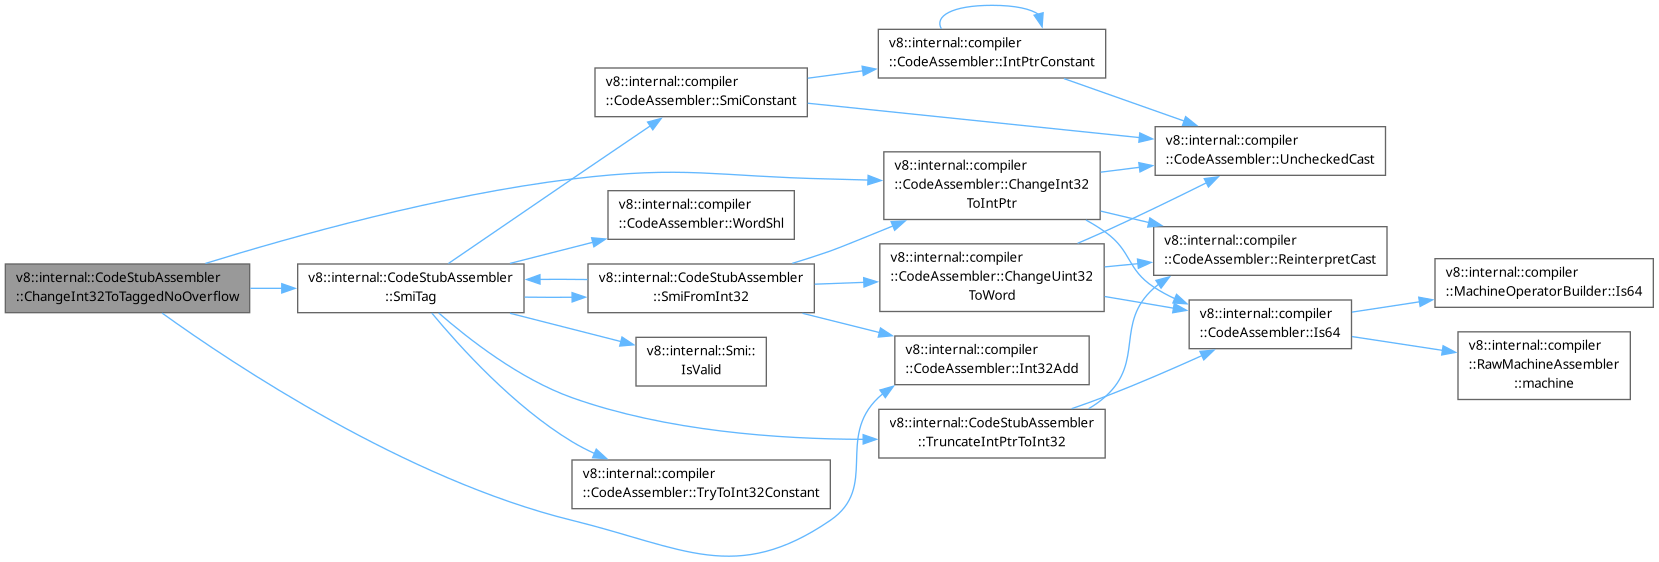 v8::internal::CodeStubAssembler
::ChangeInt32ToTaggedNoOverflow
v8::internal::CodeStubAssembler
::SmiTag
v8::internal::compiler
::CodeAssembler::SmiConstant
v8::internal::compiler
::CodeAssembler::WordShl
v8::internal::CodeStubAssembler
::SmiFromInt32
v8::internal::Smi::
IsValid
v8::internal::compiler
::CodeAssembler::TryToInt32Constant
v8::internal::compiler
::CodeAssembler::IntPtrConstant
v8::internal::compiler
::CodeAssembler::ChangeInt32
ToIntPtr
v8::internal::compiler
::CodeAssembler::ChangeUint32
ToWord
v8::internal::compiler
::CodeAssembler::Int32Add
v8::internal::CodeStubAssembler
::TruncateIntPtrToInt32
v8::internal::compiler
::CodeAssembler::UncheckedCast
v8::internal::compiler
::CodeAssembler::ReinterpretCast
v8::internal::compiler
::CodeAssembler::Is64
v8::internal::compiler
::MachineOperatorBuilder::Is64
v8::internal::compiler
::RawMachineAssembler
::machine